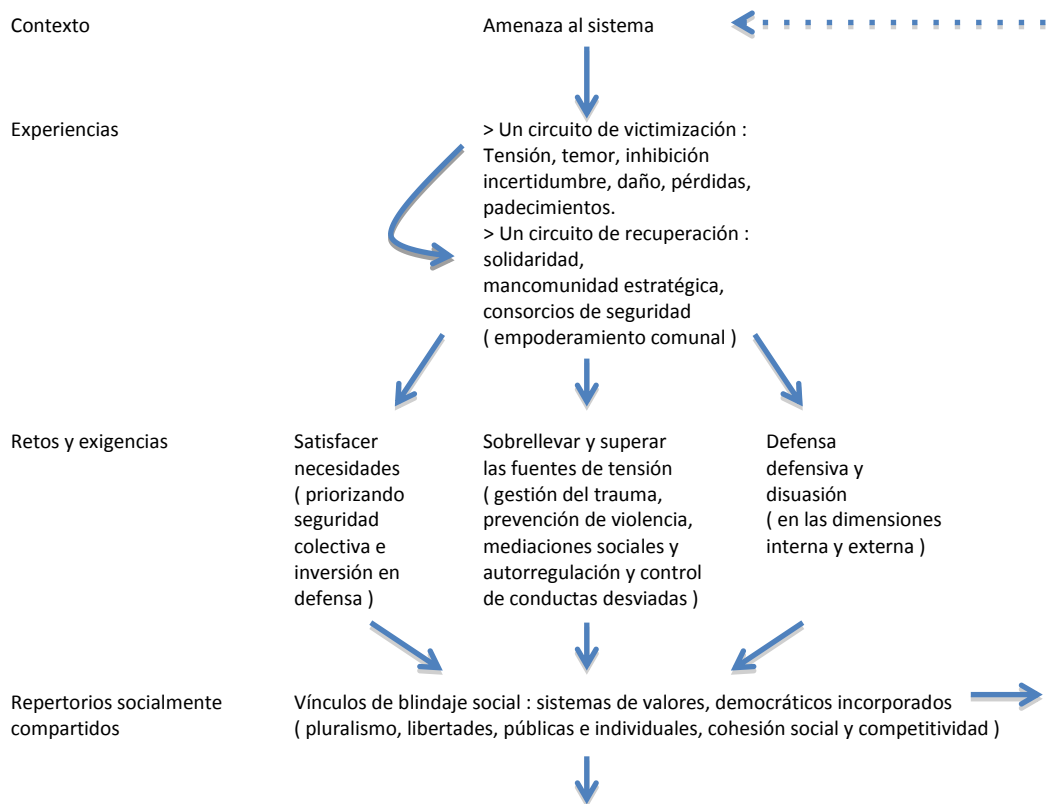 Contexto
Amenaza al sistema
Experiencias
> Un circuito de victimización :
Tensión, temor, inhibición
incertidumbre, daño, pérdidas,
padecimientos.
> Un circuito de recuperación :
solidaridad,
mancomunidad estratégica,
consorcios de seguridad
( empoderamiento comunal )
Retos y exigencias
Satisfacer
necesidades
( priorizando
seguridad
colectiva e
inversión en
defensa )
Sobrellevar y superar
las fuentes de tensión
( gestión del trauma,
prevención de violencia,
mediaciones sociales y
autorregulación y control
de conductas desviadas )
Defensa
defensiva y
disuasión
( en las dimensiones
interna y externa )
Repertorios socialmente
compartidos
Vínculos de blindaje social : sistemas de valores, democráticos incorporados
( pluralismo, libertades, públicas e individuales, cohesión social y competitividad )